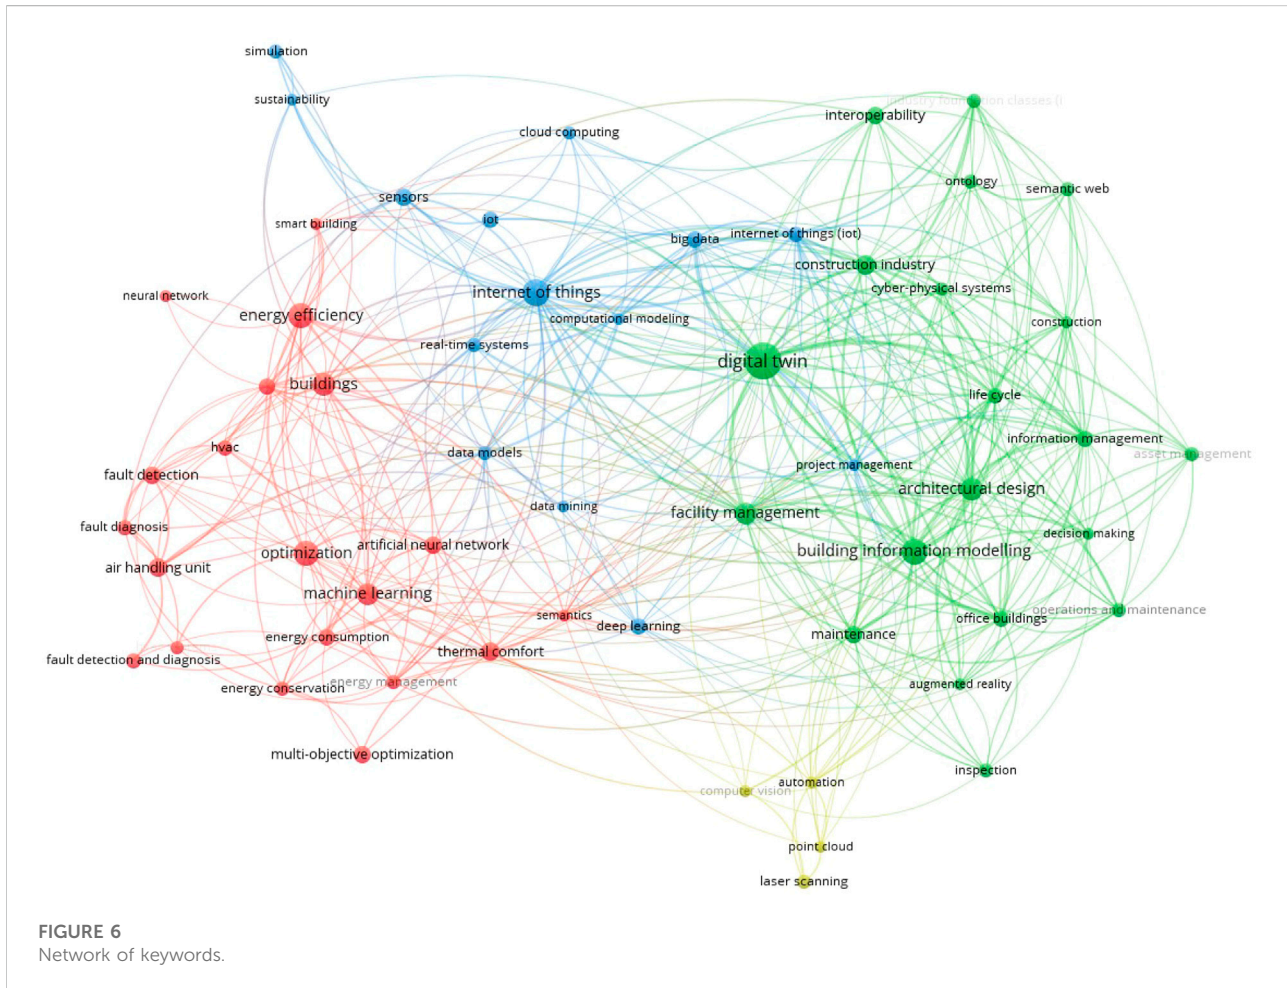 simulation
sustainability
industry foundation classes (i
interoperability
cloud computing
ontology
semantic web
sensors
iot
smart building
big data
internet of things (iot)
construction industry
cyber-physical systems
internet of things
neural network
energy efficiency
computational modeling
construction
real-time systems
digital twin
buildings
life cycle
information management
hvac
data models
asset management
project management
fault detection
architectural design
data mining
facility management
fault diagnosis
decision making
artificial neural network
optimization
building information modelling
air handling unit
machine learning
operations and maintenance
semantics
office buildings
deep learning
maintenance
energy consumption
thermal comfort
fault detection and diagnosis
energy management
energy conservation
augmented reality
multi-objective optimization
inspection
automation
computer vision
point cloud
laser scanning
FIGURE 6
Network of keywords.